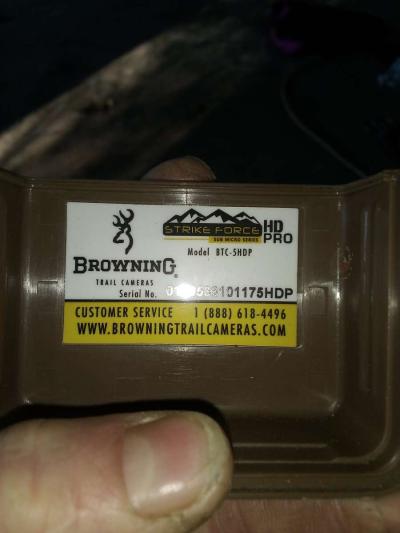 STRIKE FORCE HD
SUB MICRO SERIES PRO
Model BTC-5HDP
BROWNING
TRAIL CAMERAS
Serial No.
CUSTOMER SERVICE 1 (888) 618-4496
WWW.BROWNINGTRAILCAMERAS.COM